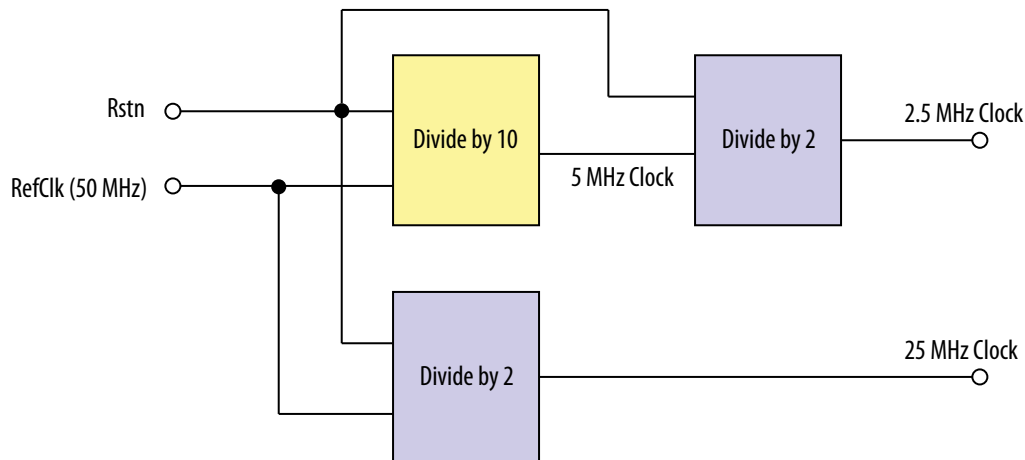 Rstn
Divide by 10
Divide by 2
2.5 MHz Clock
5 MHz Clock
RefClk (50 MHz)
Divide by 2
25 MHz Clock